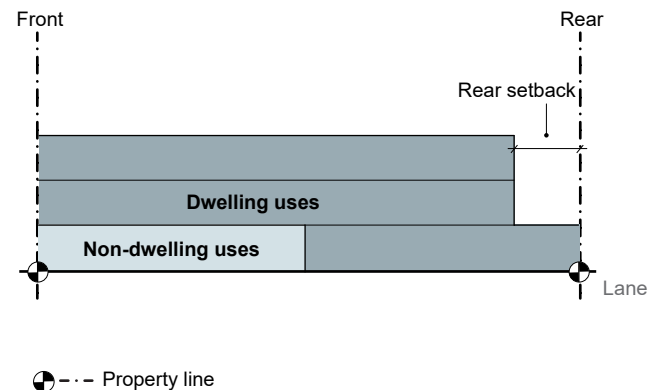 Front
Rear
Rear setback
Dwelling uses
Non-dwelling uses
Lane
Property line